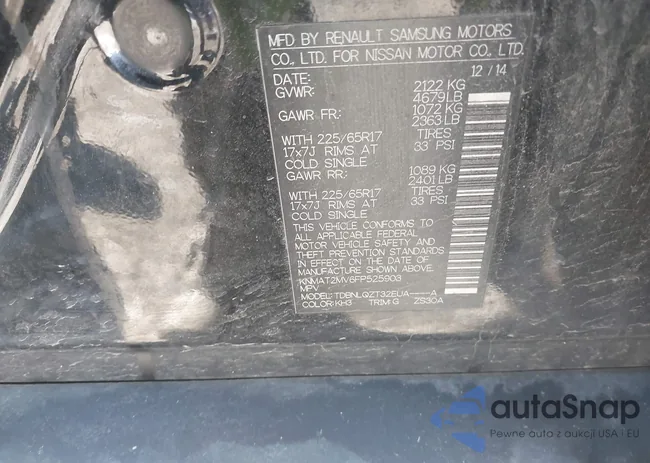 MFD BY RENAULT SAMSUNG MOTORS
CO., LTD. FOR NISSAN MOTOR CO., LTD.
DATE: 12/14
GVWR: 2122 KG
4679 LB
GAWR FR: 1072 KG
2363 LB
WITH 225/65R17 TIRES
17x7J RIMS AT 33 PSI
COLD SINGLE
GAWR RR: 1089 KG
2401 LB
WITH 225/65R17 TIRES
17x7J RIMS AT 33 PSI
COLD SINGLE
THIS VEHICLE CONFORMS TO
ALL APPLICABLE FEDERAL
MOTOR VEHICLE SAFETY AND
THEFT PREVENTION STANDARDS
IN EFFECT ON THE DATE OF
MANUFACTURE SHOWN ABOVE.
KNMAT2MV6FP525903
MPV
MODEL: TDBNLQZT32EUA----A
COLOR: KH3 TRIM: G ZS30A
autaSnap
Pewne auto z aukcji USA i EU